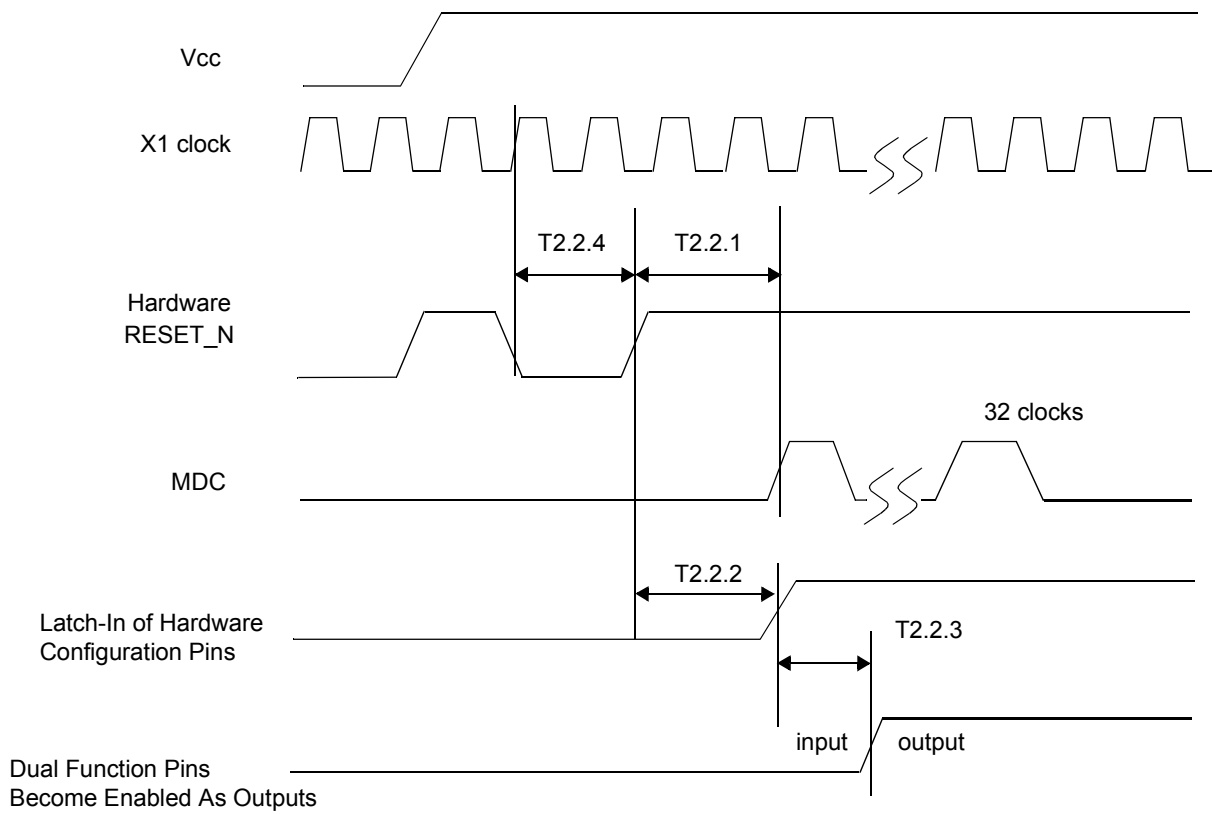 Vcc
X1 clock
T2.2.4
T2.2.1
Hardware
RESET_N
32 clocks
MDC
T2.2.2
Latch-In of Hardware
Configuration Pins
T2.2.3
input
output
Dual Function Pins
Become Enabled As Outputs